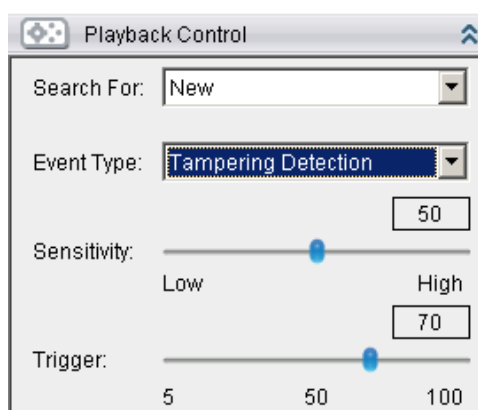 Playback Control
Search For: New
Event Type: Tampering Detection
50
Sensitivity:
Low High
70
Trigger:
5 50 100